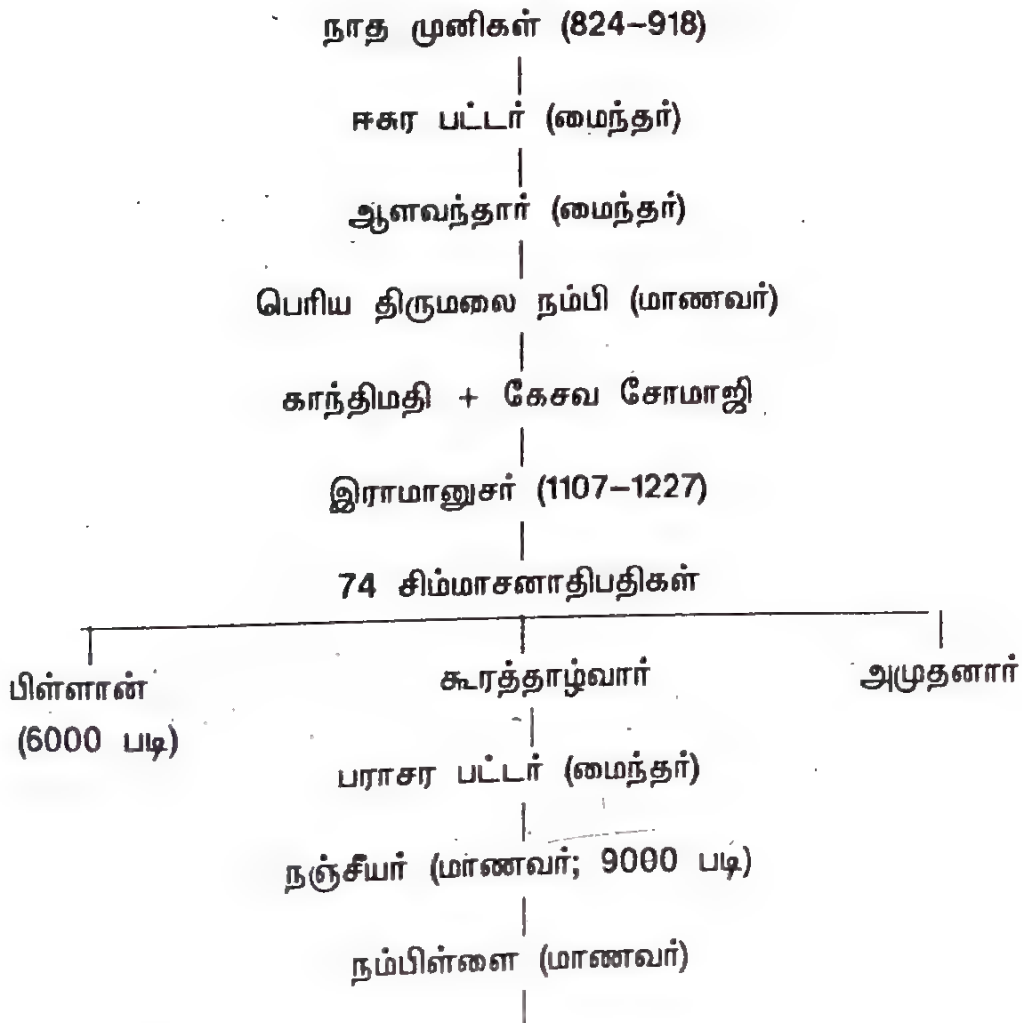 நாத முனிகள் (824–918)
ஈசுர பட்டர் (மைந்தர்)
ஆளவந்தார் (மைந்தர்)
பெரிய திருமலை நம்பி (மாணவர்)
காந்திமதி + கேசவ சோமாஜி
இராமானுசர் (1107–1227)
74 சிம்மாசனாதிபதிகள்
பிள்ளான் கூரத்தாழ்வார் அமுதனார்
(6000 படி)
பராசர பட்டர் (மைந்தர்)
நஞ்சீயர் (மாணவர்; 9000 படி)
நம்பிள்ளை (மாணவர்)